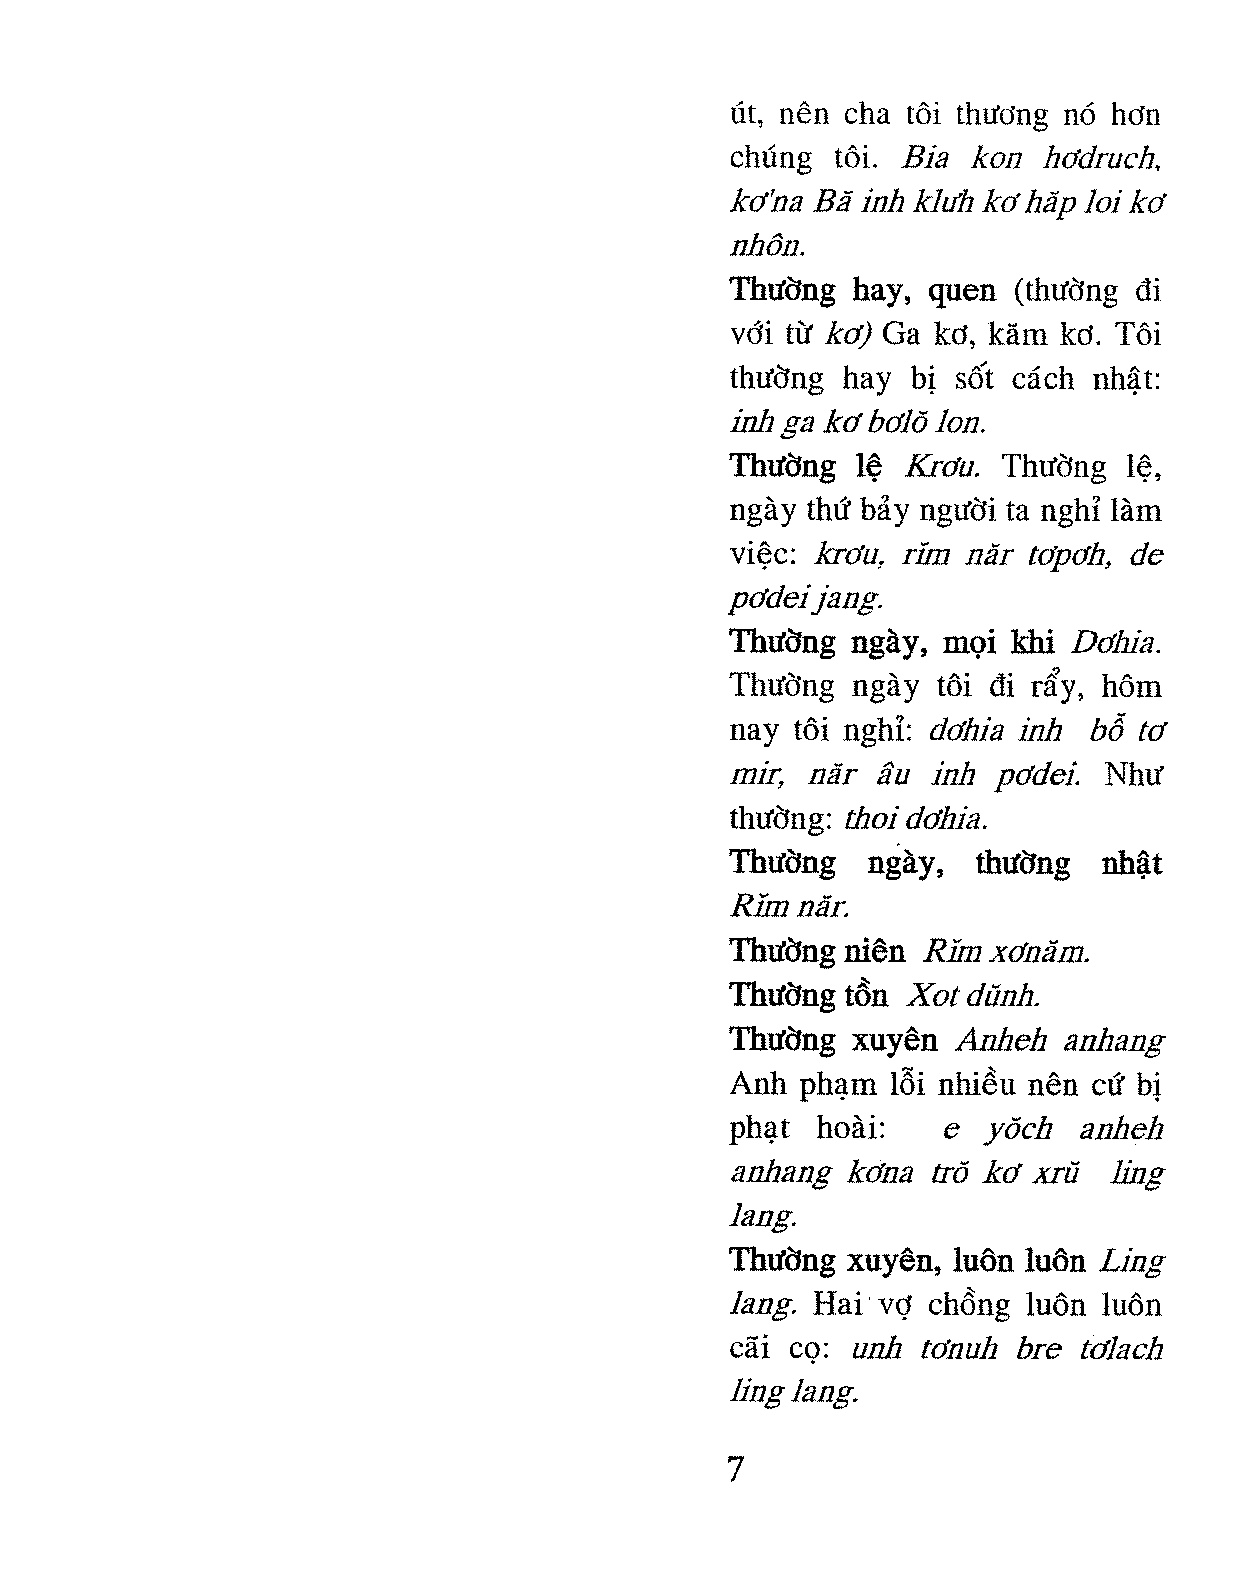 út, nên cha tôi thương nó hơn
chúng tôi. Bia kon hơdruch,
kơ'na Bă inh klưh kơ hăp loi kơ
nhôn.
Thường hay, quen (thường đi
với từ kơ) Ga kơ, kăm kơ. Tôi
thường hay bị sốt cách nhật:
inh ga kơ bơlŏ lon.
Thường lệ Krơu. Thường lệ,
ngày thứ bảy người ta nghỉ làm
việc: krơu, rĭm năr tơpơh, de
pơdei jang.
Thường ngày, mọi khi Dơhia.
Thường ngày tôi đi rẩy, hôm
nay tôi nghỉ: dơhia inh bỗ tơ
mir, năr âu inh pơdei. Như
thường: thoi dơhia.
Thường ngày, thường nhật
Rĭm năr.
Thường niên Rĭm xơnăm.
Thường tồn Xot dŭnh.
Thường xuyên Anheh anhang
Anh phạm lỗi nhiều nên cứ bị
phạt hoài: e yŏch anheh
anhang kơna trŏ kơ xrŭ ling
lang.
Thường xuyên, luôn luôn Ling
lang. Hai vợ chồng luôn luôn
cãi cọ: unh tơnuh bre tơlach
ling lang.
7